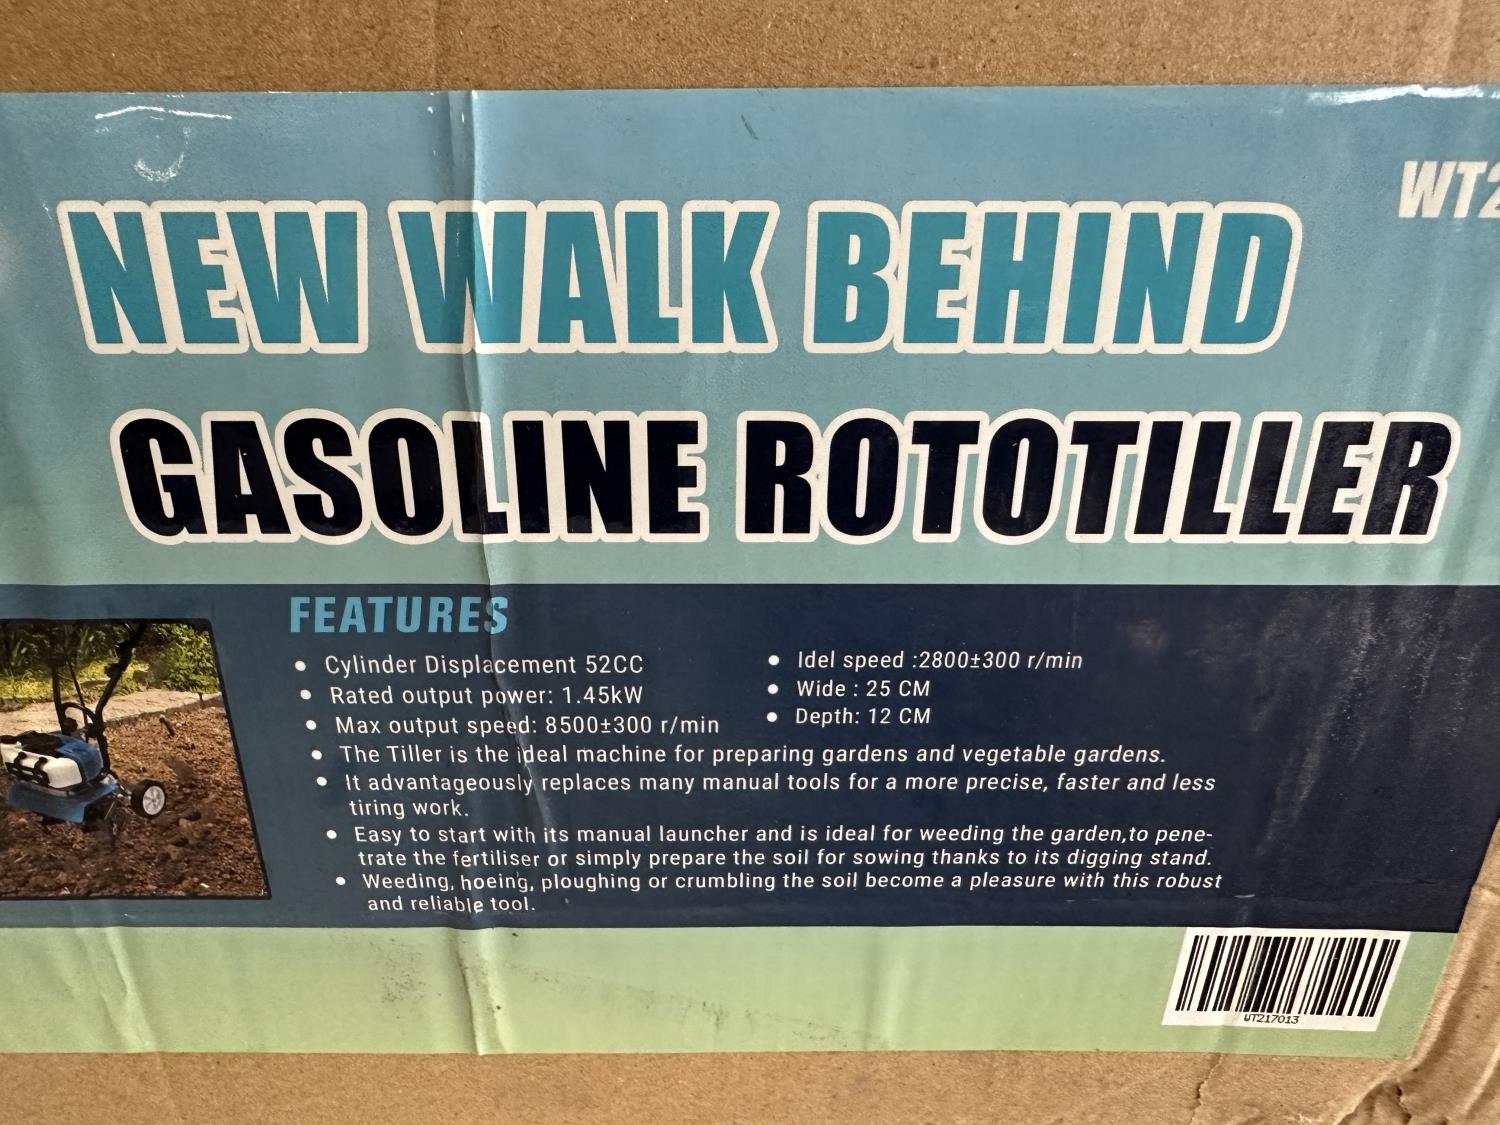 WT2
NEW WALK BEHIND
GASOLINE ROTOTILLER
FEATURES
• Cylinder Displacement 52CC
• Rated output power: 1.45kW
• Max output speed: 8500±300 r/min
• Idel speed :2800±300 r/min
• Wide : 25 CM
• Depth: 12 CM
• The Tiller is the ideal machine for preparing gardens and vegetable gardens.
• It advantageously replaces many manual tools for a more precise, faster and less
tiring work.
• Easy to start with its manual launcher and is ideal for weeding the garden,to pene-
trate the fertiliser or simply prepare the soil for sowing thanks to its digging stand.
• Weeding, hoeing, ploughing or crumbling the soil become a pleasure with this robust
and reliable tool.
WT217013